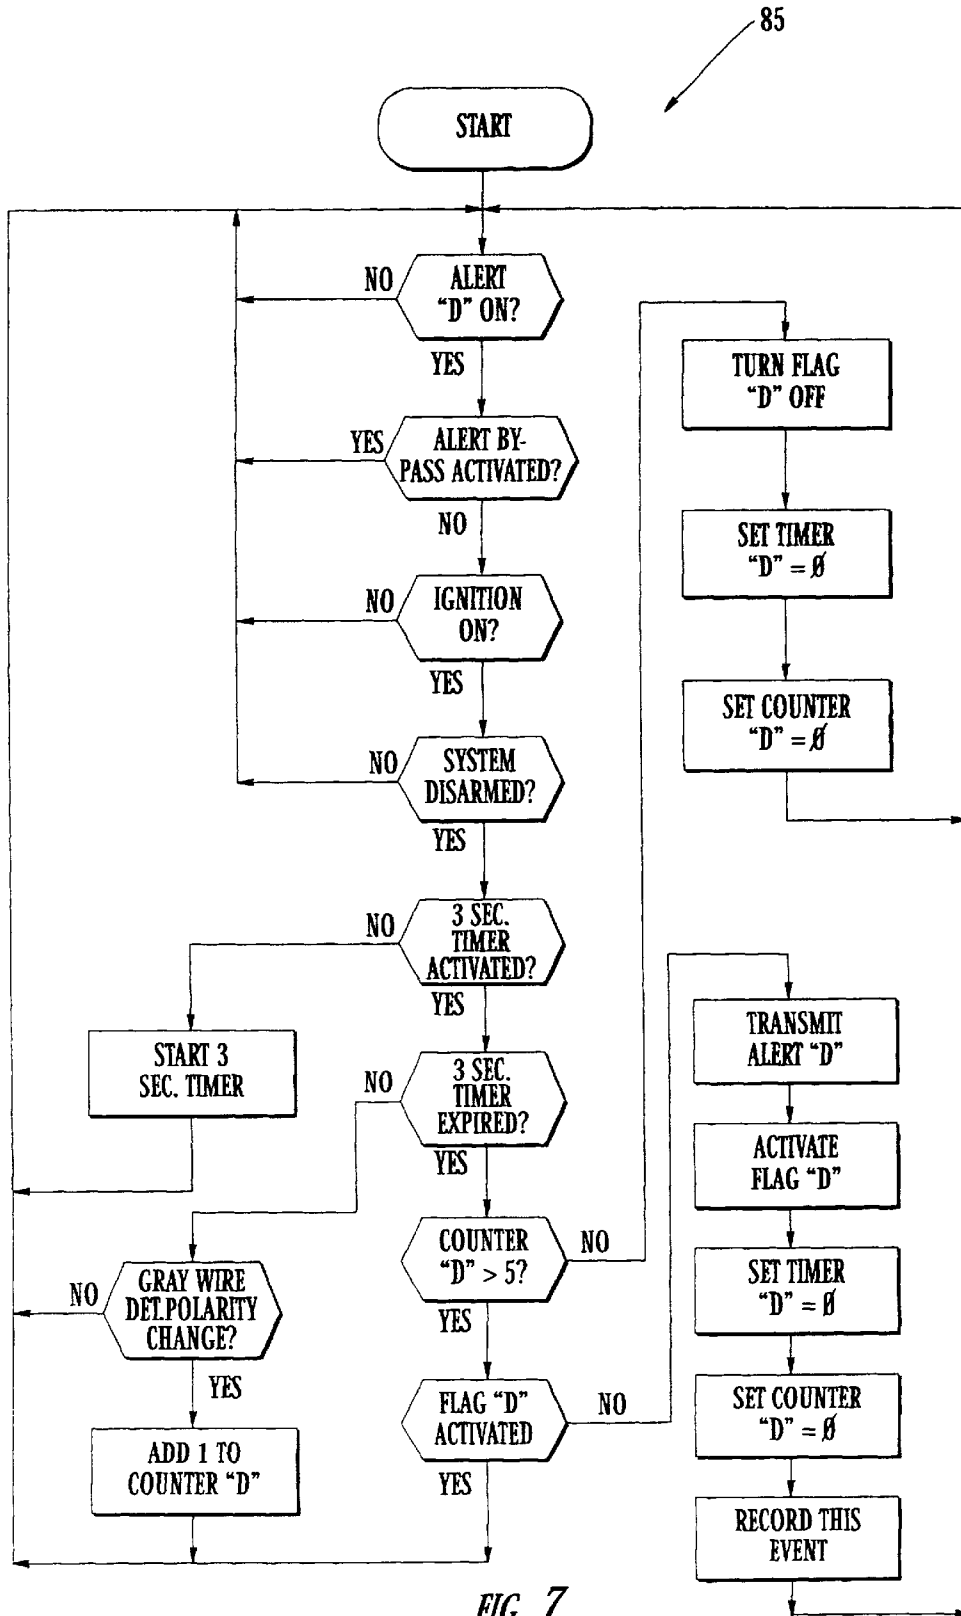 85
START
NO
ALERT
“D” ON?
YES
YES
ALERT BY-
PASS ACTIVATED?
NO
NO
IGNITION
ON?
YES
NO
SYSTEM
DISARMED?
YES
NO
3 SEC.
TIMER
ACTIVATED?
YES
START 3
SEC. TIMER
NO
3 SEC.
TIMER
EXPIRED?
YES
NO
GRAY WIRE
DET.POLARITY
CHANGE?
YES
ADD 1 TO
COUNTER “D”
COUNTER
“D” > 5?
NO
YES
FLAG “D”
ACTIVATED
NO
YES
TURN FLAG
“D” OFF
SET TIMER
“D” = Ø
SET COUNTER
“D” = Ø
TRANSMIT
ALERT “D”
ACTIVATE
FLAG “D”
SET TIMER
“D” = Ø
SET COUNTER
“D” = Ø
RECORD THIS
EVENT
FIG. 7